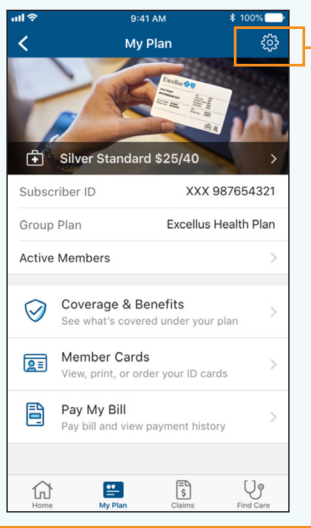 9:41 AM
100%
My Plan
Excellus
Silver Standard $25/40
Subscriber ID
XXX 987654321
Group Plan
Excellus Health Plan
Active Members
Coverage & Benefits
See what's covered under your plan
Member Cards
View, print, or order your ID cards
Pay My Bill
Pay bill and view payment history
Home
My Plan
Claims
Find Care